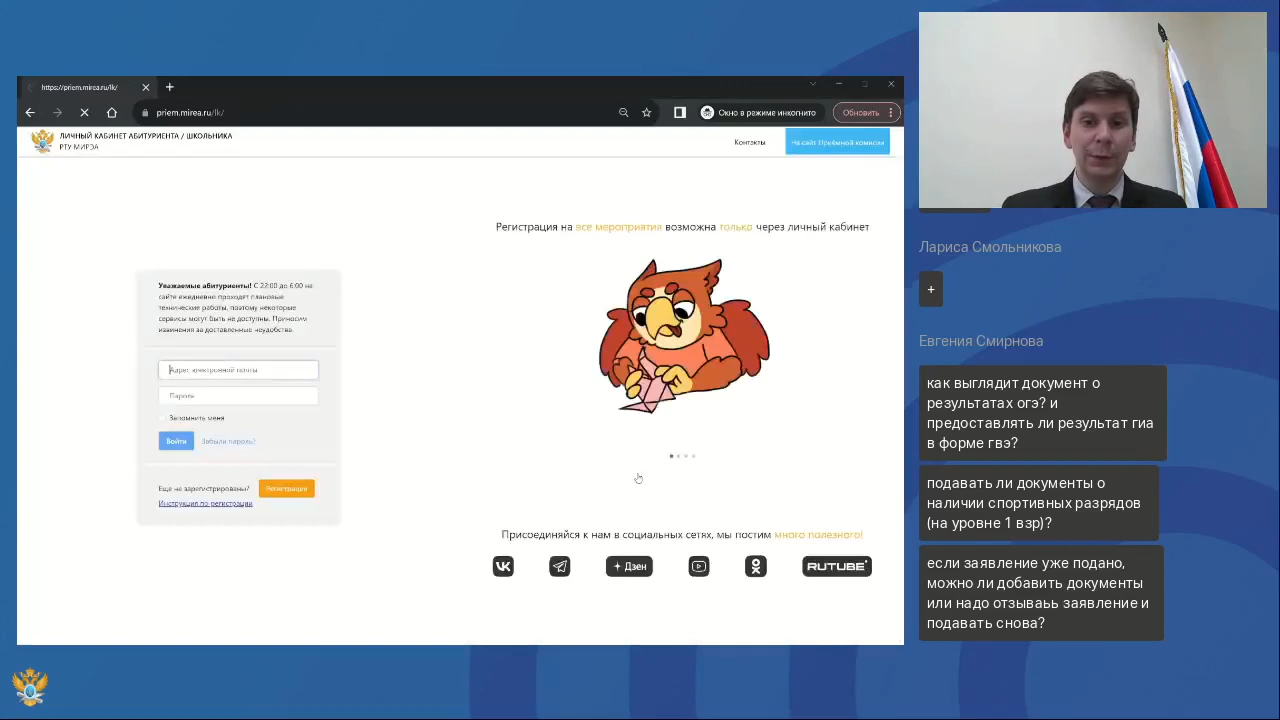 https://priem.mirea.ru/lk/
priem.mirea.ru/lk/
Окно в режиме инкогнито
Обновить
ЛИЧНЫЙ КАБИНЕТ АБИТУРИЕНТА / ШКОЛЬНИКА
РТУ МИРЭА
Контакты
На сайт Приёмной комиссии
Регистрация на все мероприятия возможна только через личный кабинет
Уважаемые абитуриенты! С 22:00 до 6:00 на
сайте ежедневно проходят плановые
технические работы, поэтому некоторые
сервисы могут быть не доступны. Приносим
извинения за доставленные неудобства.
Адрес электронной почты
Пароль
Запомнить меня
Войти
Забыли пароль?
Еще не зарегистрированы?
Регистрация
Инструкция по регистрации
Присоединяйся к нам в социальных сетях, мы постим много полезного!
Дзен
RUTUBE
Лариса Смольникова
+
Евгения Смирнова
как выглядит документ о
результатах огэ? и
предоставлять ли результат гиа
в форме гвэ?
подавать ли документы о
наличии спортивных разрядов
(на уровне 1 взр)?
если заявление уже подано,
можно ли добавить документы
или надо отзываьь заявление и
подавать снова?